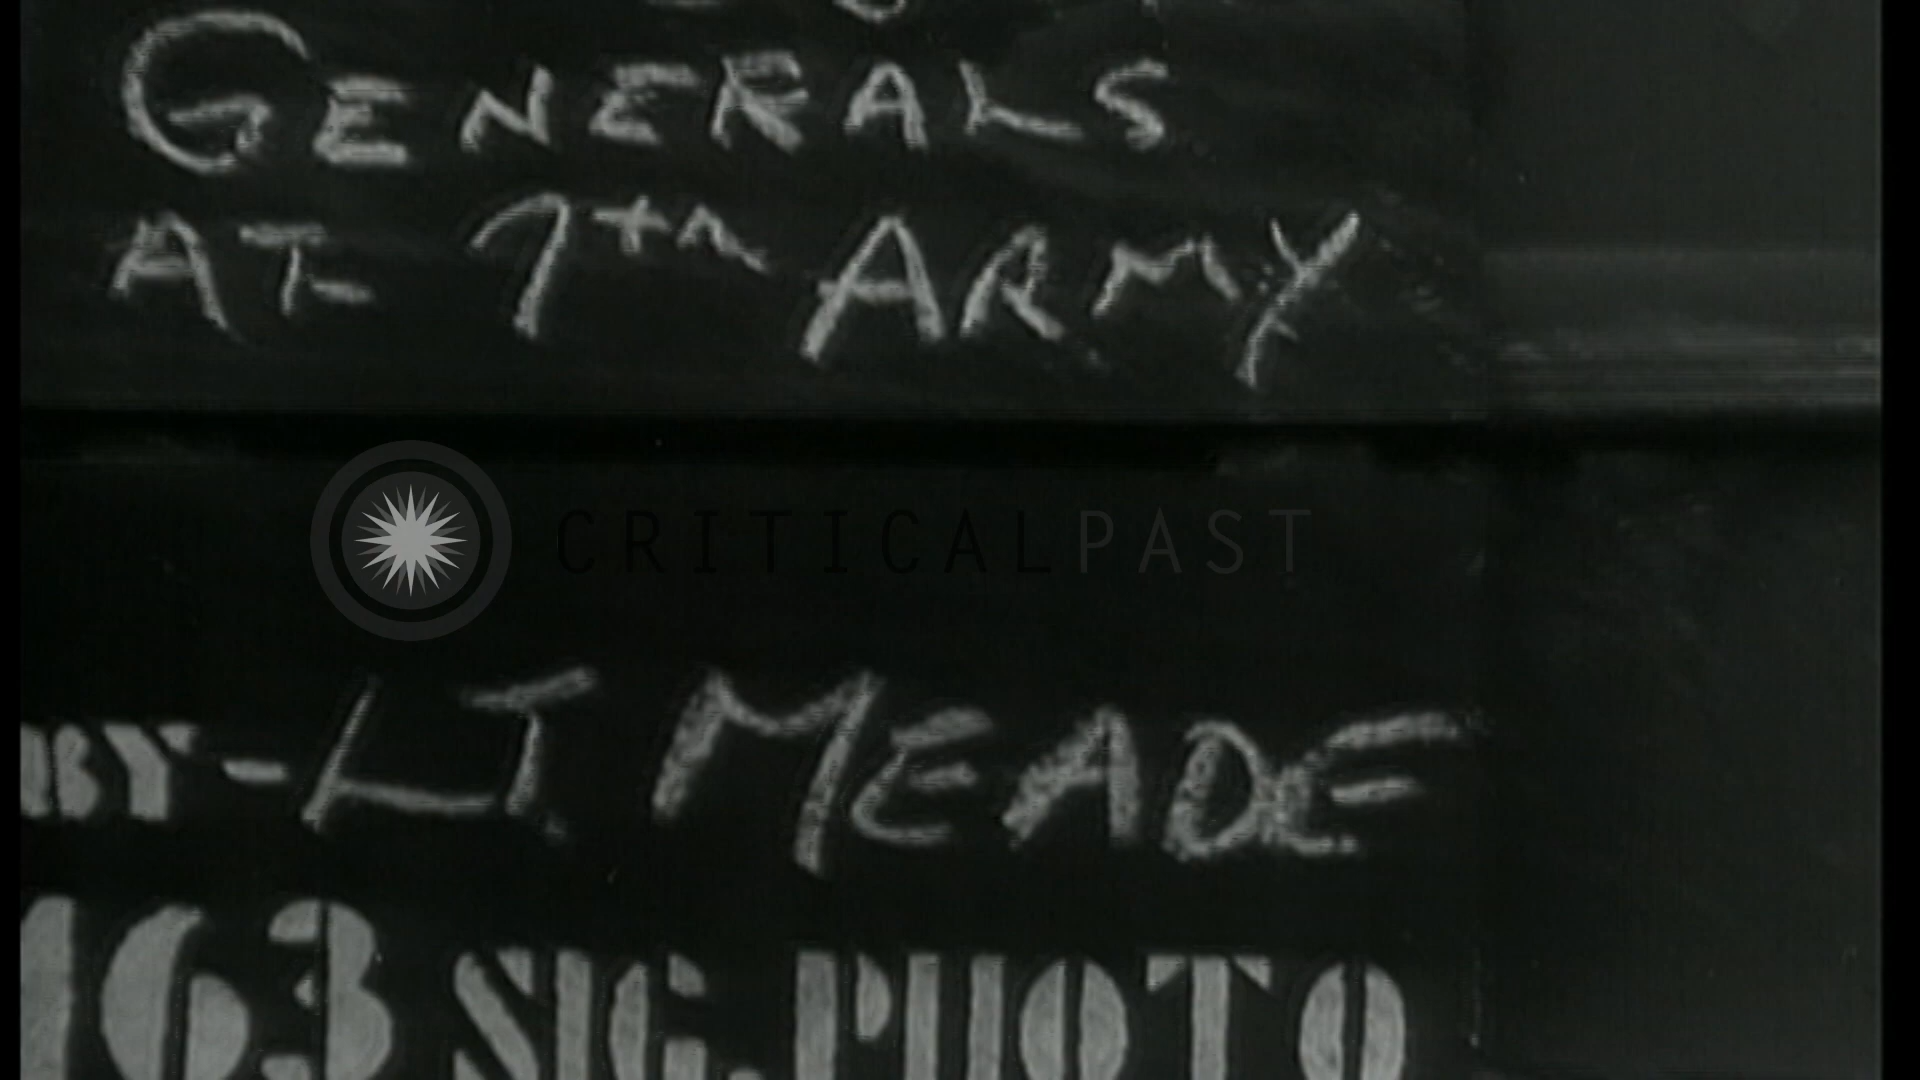 GENERALS
AT 7TH ARMY
CRITICALPAST
BY-LT MEADE
163 SIG. PHOTO